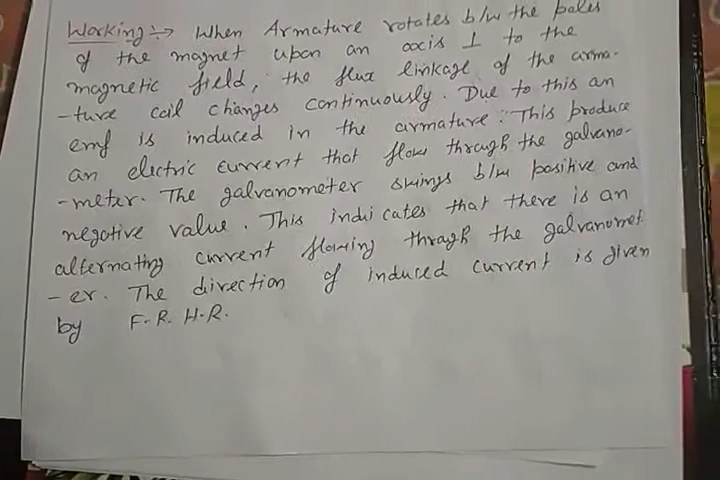 Working :→ When Armature rotates b/w the poles
of the magnet upon an axis ⊥ to the
magnetic field, the flux linkage of the arma-
-ture coil changes continuously. Due to this an
emf is induced in the armature. This produce
an electric current that flows through the galvano-
-meter. The galvanometer swings b/w positive and
negative value. This indicates that there is an
alternating current flowing through the galvanomet
-er. The direction of induced current is given
by F.R.H.R.